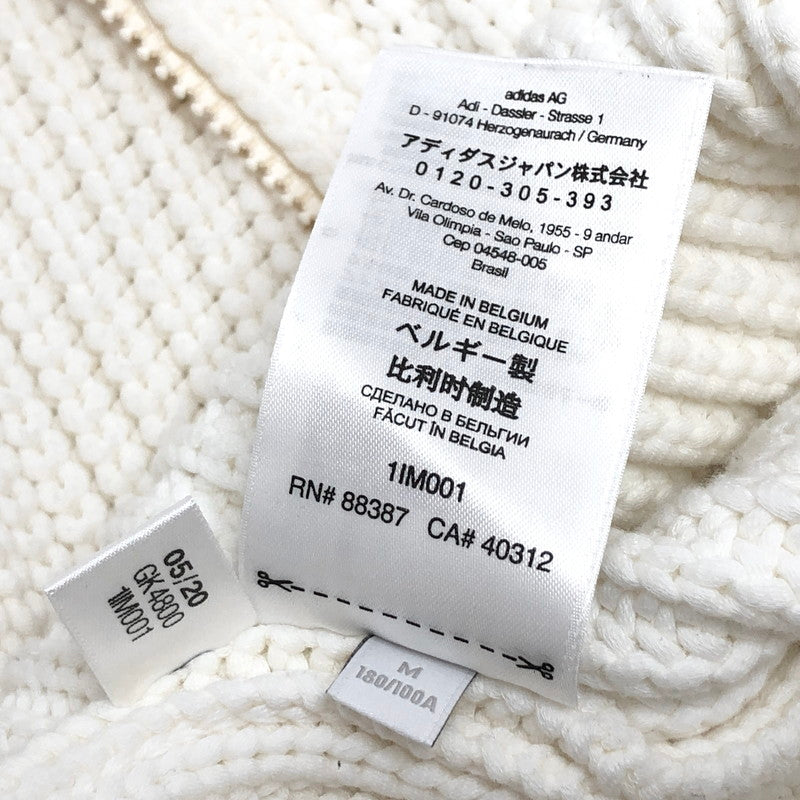 adidas AG
Adi - Dassler - Strasse 1
D - 91074 Herzogenaurach / Germany
アディダスジャパン株式会社
0120-305-393
Av. Dr. Cardoso de Melo, 1955 - 9 andar
Vila Olimpia - Sao Paulo - SP
Cep 04548-005
Brasil
MADE IN BELGIUM
FABRIQUÉ EN BELGIQUE
ベルギー製
比利时制造
СДЕЛАНО В БЕЛЬГИИ
FĂCUT ÎN BELGIA
1IM001
RN# 88387 CA# 40312
05/20
GK4800
1IM001
M
180/100A